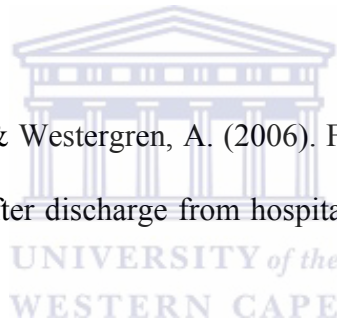 & Westergren, A. (2006). F
fter discharge from hospita
UNIVERSITY of the
WESTERN CAPE